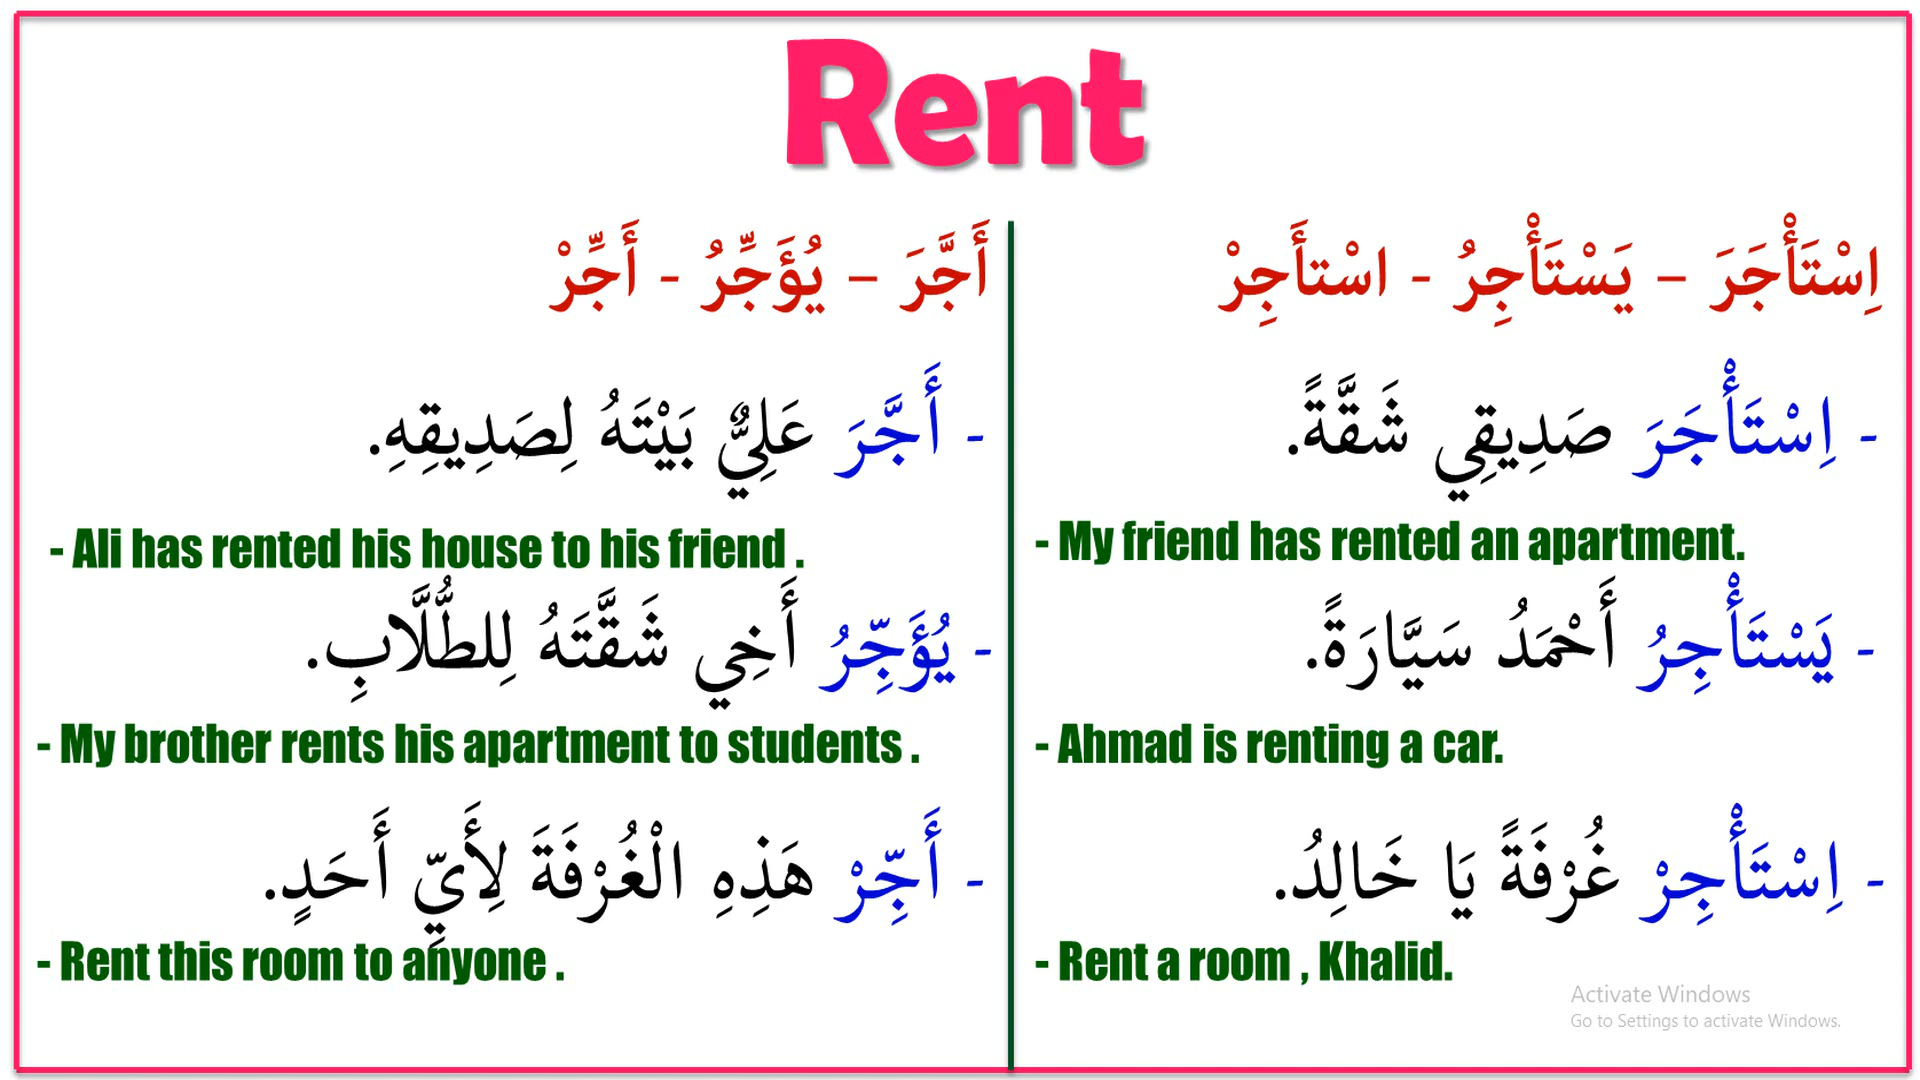 Rent
اِسْتَأْجَرَ – يَسْتَأْجِرُ - اسْتأَجِرْ
- اِسْتَأْجَرَ صَدِيقِي شَقَّةً.
- My friend has rented an apartment.
- يَسْتَأْجِرُ أَحْمَدُ سَيَّارَةً.
- Ahmad is renting a car.
- اِسْتَأْجِرْ غُرْفَةً يَا خَالِدُ.
- Rent a room , Khalid.
أَجَّرَ – يُؤَجِّرُ - أَجِّرْ
- أَجَّرَ عَلِيٌّ بَيْتَهُ لِصَدِيقِهِ.
- Ali has rented his house to his friend .
- يُؤَجِّرُ أَخِي شَقَّتَهُ لِلطُّلَّابِ.
- My brother rents his apartment to students .
- أَجِّرْ هَذِهِ الْغُرْفَةَ لِأَيِّ أَحَدٍ.
- Rent this room to anyone .
Activate Windows
Go to Settings to activate Windows.